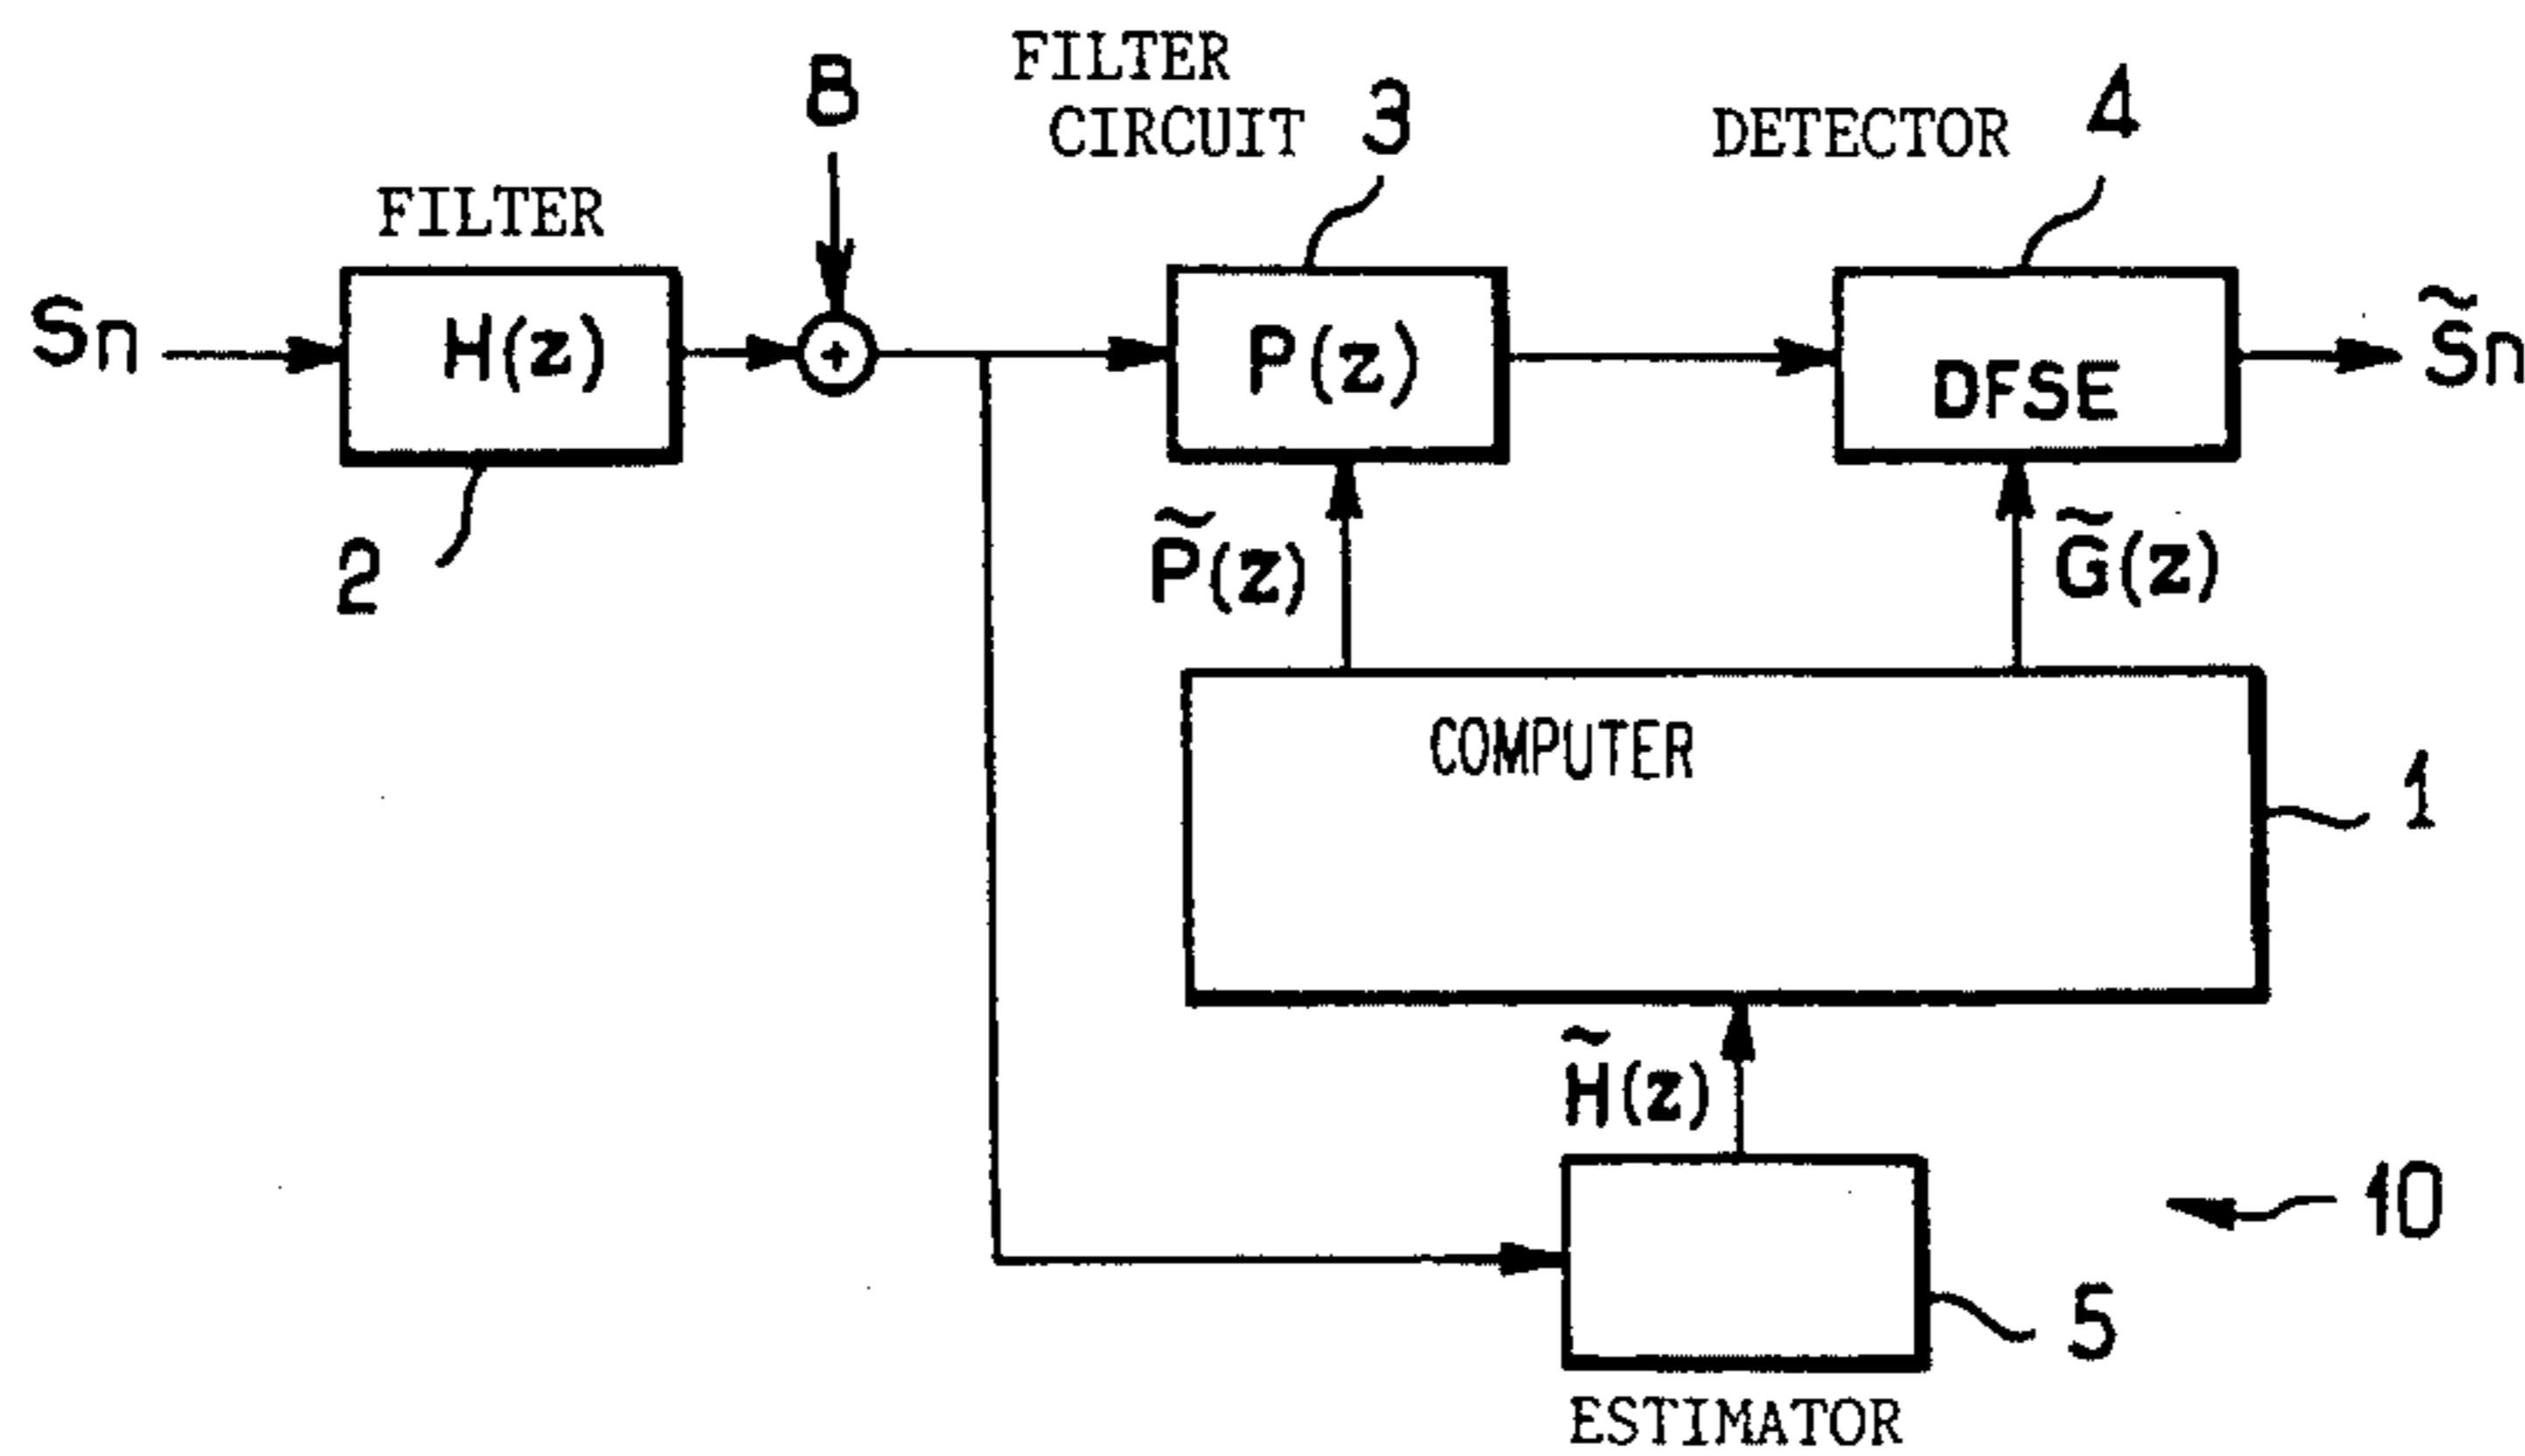 FILTER
CIRCUIT
8
3
DETECTOR
4
FILTER
Sn
H(z)
+
P(z)
DFSE
S̃n
2
P̃(z)
G̃(z)
COMPUTER
1
H̃(z)
10
5
ESTIMATOR